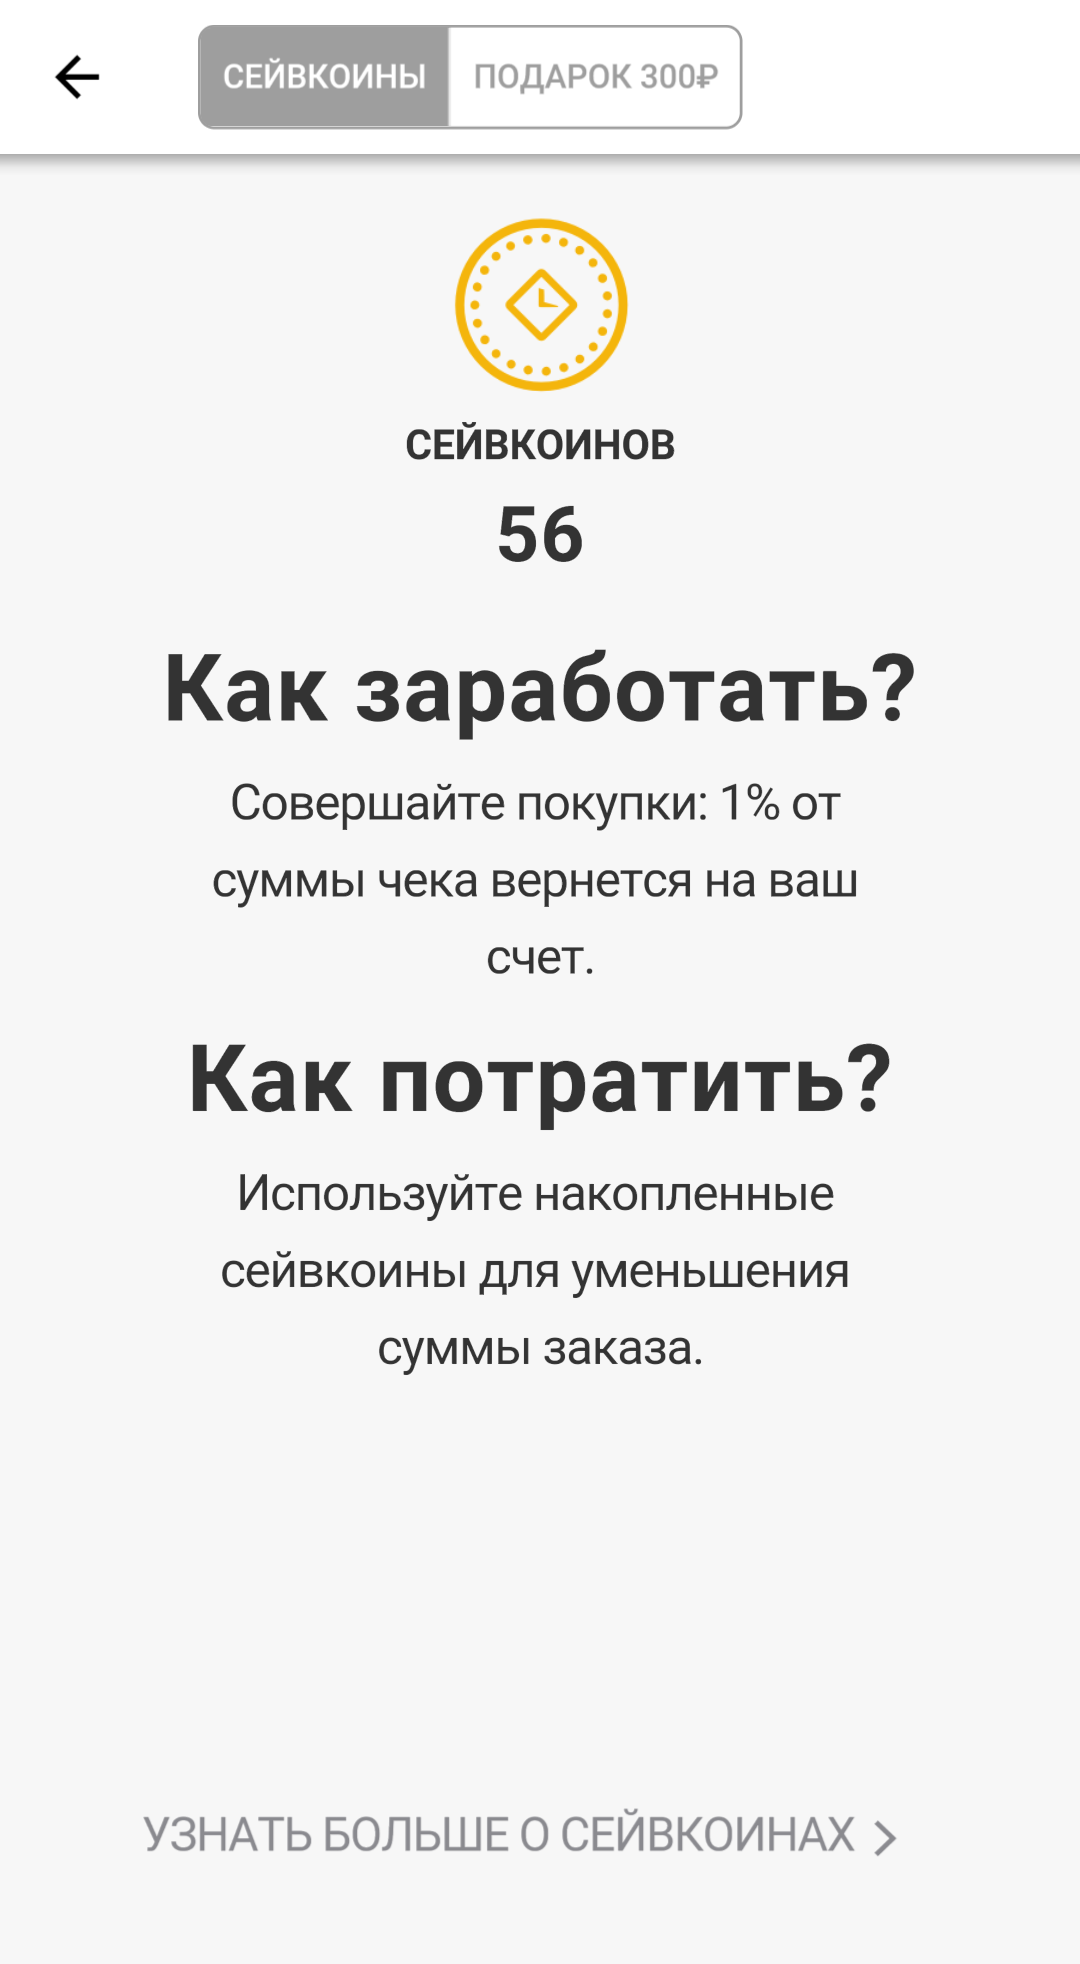 СЕЙВКОИНЫ ПОДАРОК 300₽
СЕЙВКОИНОВ
56
Как заработать?
Совершайте покупки: 1% от
суммы чека вернется на ваш
счет.
Как потратить?
Используйте накопленные
сейвкоины для уменьшения
суммы заказа.
УЗНАТЬ БОЛЬШЕ О СЕЙВКОИНАХ